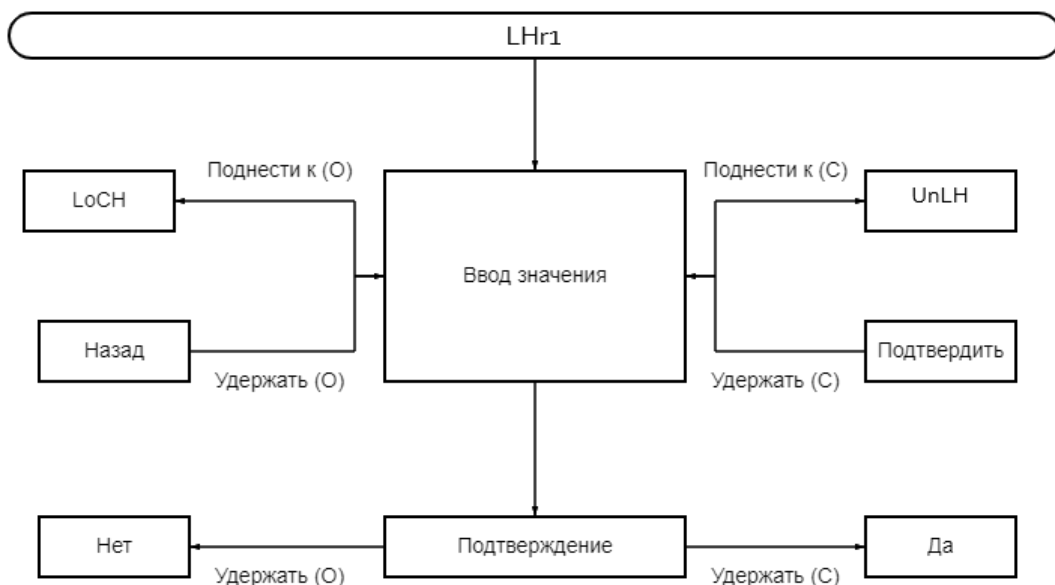 LHr1
Поднести к (О)
Поднести к (С)
LoCH
UnLH
Ввод значения
Назад
Подтвердить
Удержать (О)
Удержать (С)
Нет
Подтверждение
Да
Удержать (О)
Удержать (С)